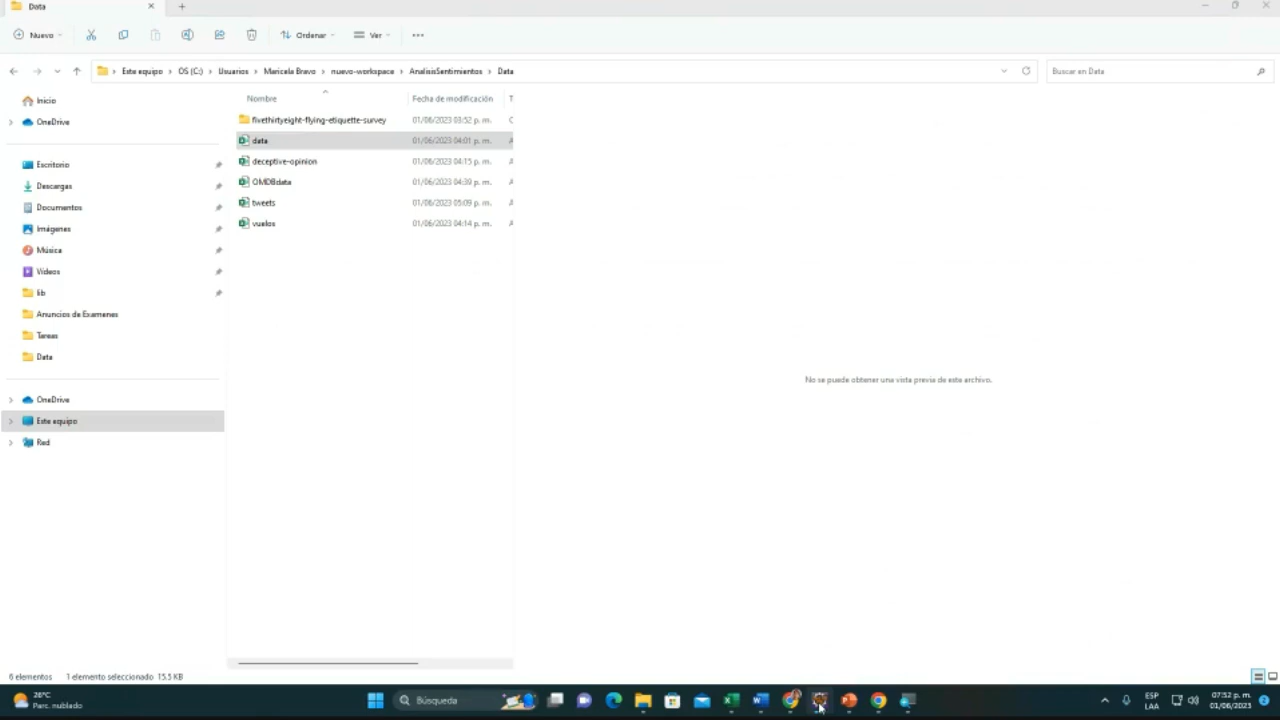 Data
Nuevo
Ordenar
Ver
Este equipo
OS (C:)
Usuarios
Maricela Bravo
nuevo-workspace
AnalisisSentimientos
Data
Buscar en Data
Inicio
OneDrive
Escritorio
Descargas
Documentos
Imágenes
Música
Vídeos
lib
Anuncios de Examenes
Tareas
Data
OneDrive
Este equipo
Red
Nombre
Fecha de modificación
T
fivethirtyeight-flying-etiquette-survey
01/06/2023 03:52 p. m.
C
data
01/06/2023 04:01 p. m.
A
deceptive-opinion
01/06/2023 04:15 p. m.
A
OMDBdata
01/06/2023 04:39 p. m.
A
tweets
01/06/2023 05:09 p. m.
A
vuelos
01/06/2023 04:14 p. m.
A
No se puede obtener una vista previa de este archivo.
6 elementos
1 elemento seleccionado 15.5 KB
Parc. nublado
Búsqueda
ESP
LAA
07:52 p. m.
01/06/2023